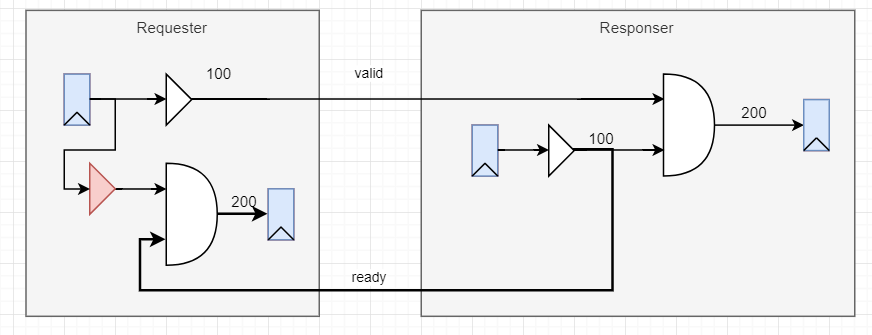 Requester
Responser
100
valid
200
100
200
ready